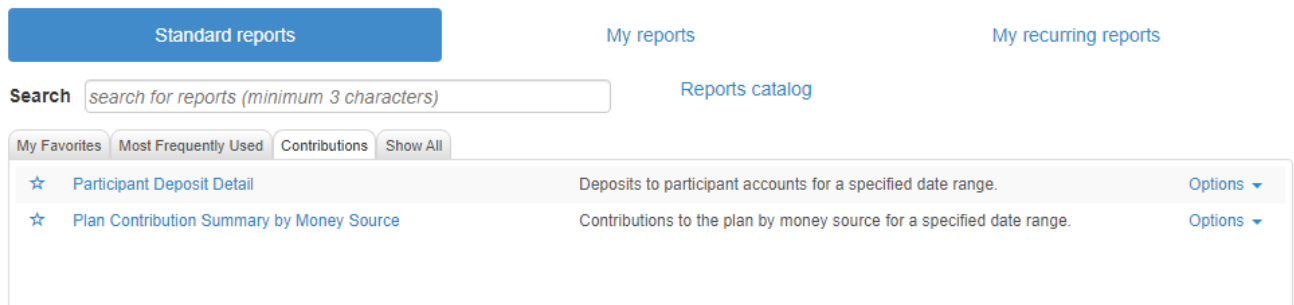 Standard reports My reports My recurring reports
Search search for reports (minimum 3 characters) Reports catalog
My Favorites Most Frequently Used Contributions Show All
Participant Deposit Detail Deposits to participant accounts for a specified date range. Options
Plan Contribution Summary by Money Source Contributions to the plan by money source for a specified date range. Options